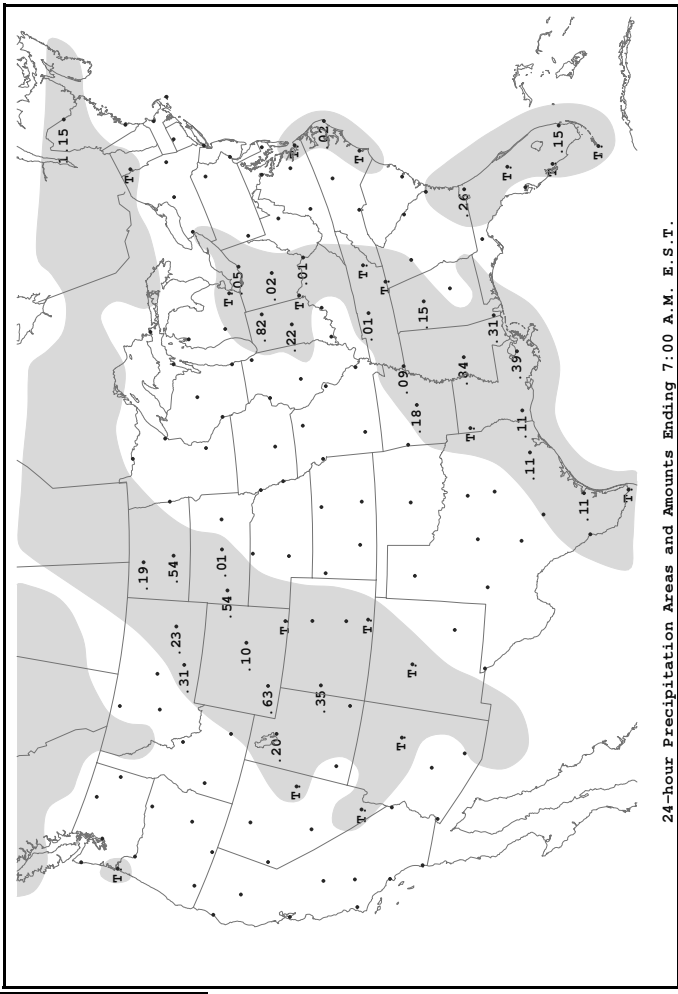 1.15
T
T
.19
.54
.23
.31
.01
.54
T
.05
.10
.82
.63
.02
.20
T
.22
T
T
T
.01
.35
.02
T
T
T
T
.01
T
.09
T
T
.18
.15
.34
.26
T
.31
T
.39
.11
.11
T
.15
.11
T
T
24-hour Precipitation Areas and Amounts Ending 7:00 A.M. E.S.T.